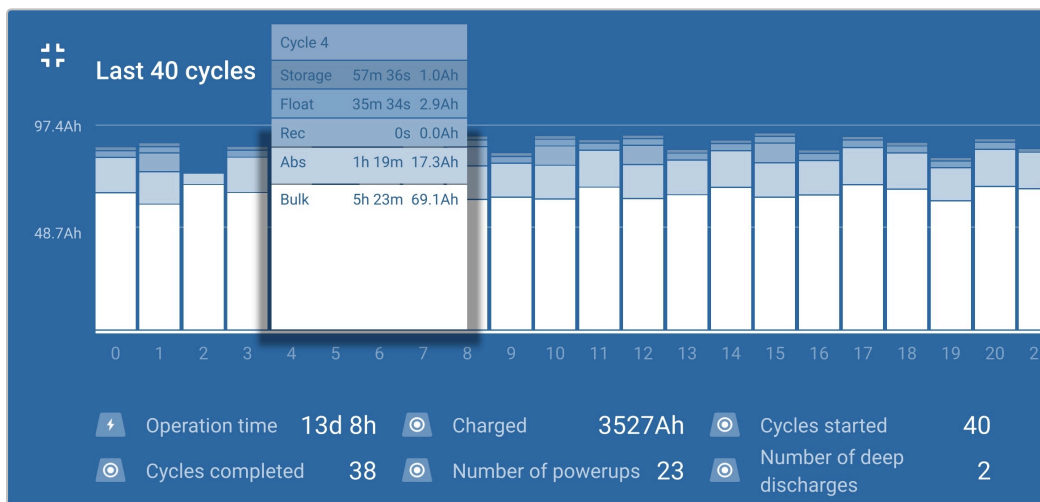 Last 40 cycles
Cycle 4
Storage 57m 36s 1.0Ah
Float 35m 34s 2.9Ah
Rec 0s 0.0Ah
Abs 1h 19m 17.3Ah
Bulk 5h 23m 69.1Ah
97.4Ah
48.7Ah
0 1 2 3 4 5 6 7 8 9 10 11 12 13 14 15 16 17 18 19 20 2
Operation time 13d 8h Charged 3527Ah Cycles started 40
Cycles completed 38 Number of powerups 23 Number of deep
discharges 2